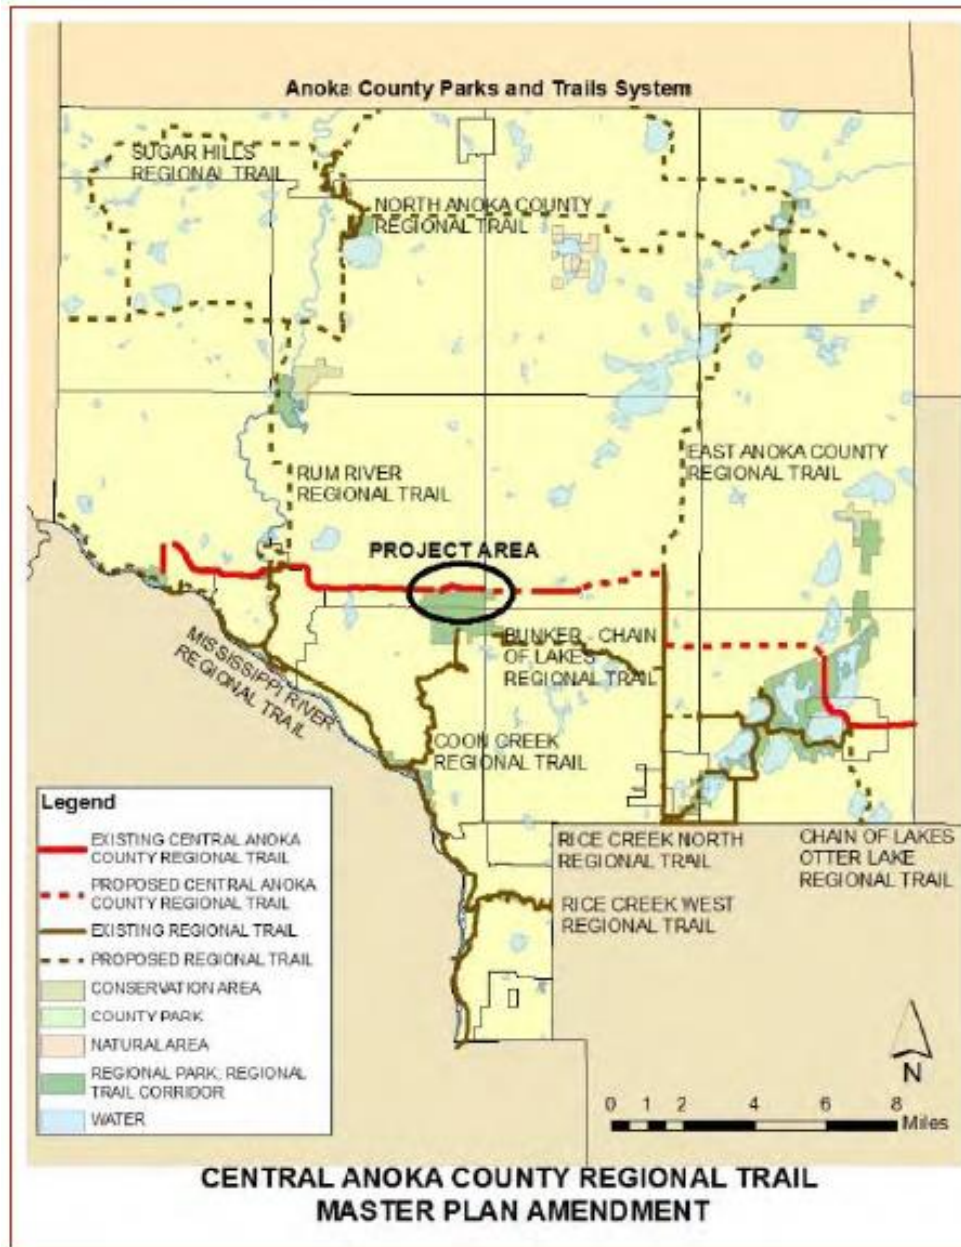 Anoka County Parks and Trails System
SUGAR HILLS
REGIONAL TRAIL
NORTH ANOKA COUNTY
REGIONAL TRAIL
EAST ANOKA COUNTY
REGIONAL TRAIL
RUM RIVER
REGIONAL TRAIL
PROJECT AREA
BUNKER - CHAIN
OF LAKES
REGIONAL TRAIL
MISSISSIPPI RIVER
REGIONAL TRAIL
COON CREEK
REGIONAL TRAIL
RICE CREEK NORTH
REGIONAL TRAIL
CHAIN OF LAKES
OTTER LAKE
REGIONAL TRAIL
RICE CREEK WEST
REGIONAL TRAIL
Legend
EXISTING CENTRAL ANOKA
COUNTY REGIONAL TRAIL
PROPOSED CENTRAL ANOKA
COUNTY REGIONAL TRAIL
EXISTING REGIONAL TRAIL
PROPOSED REGIONAL TRAIL
CONSERVATION AREA
COUNTY PARK
NATURAL AREA
REGIONAL PARK, REGIONAL
TRAIL CORRIDOR
WATER
N
0 1 2 4 6 8
Miles
CENTRAL ANOKA COUNTY REGIONAL TRAIL
MASTER PLAN AMENDMENT